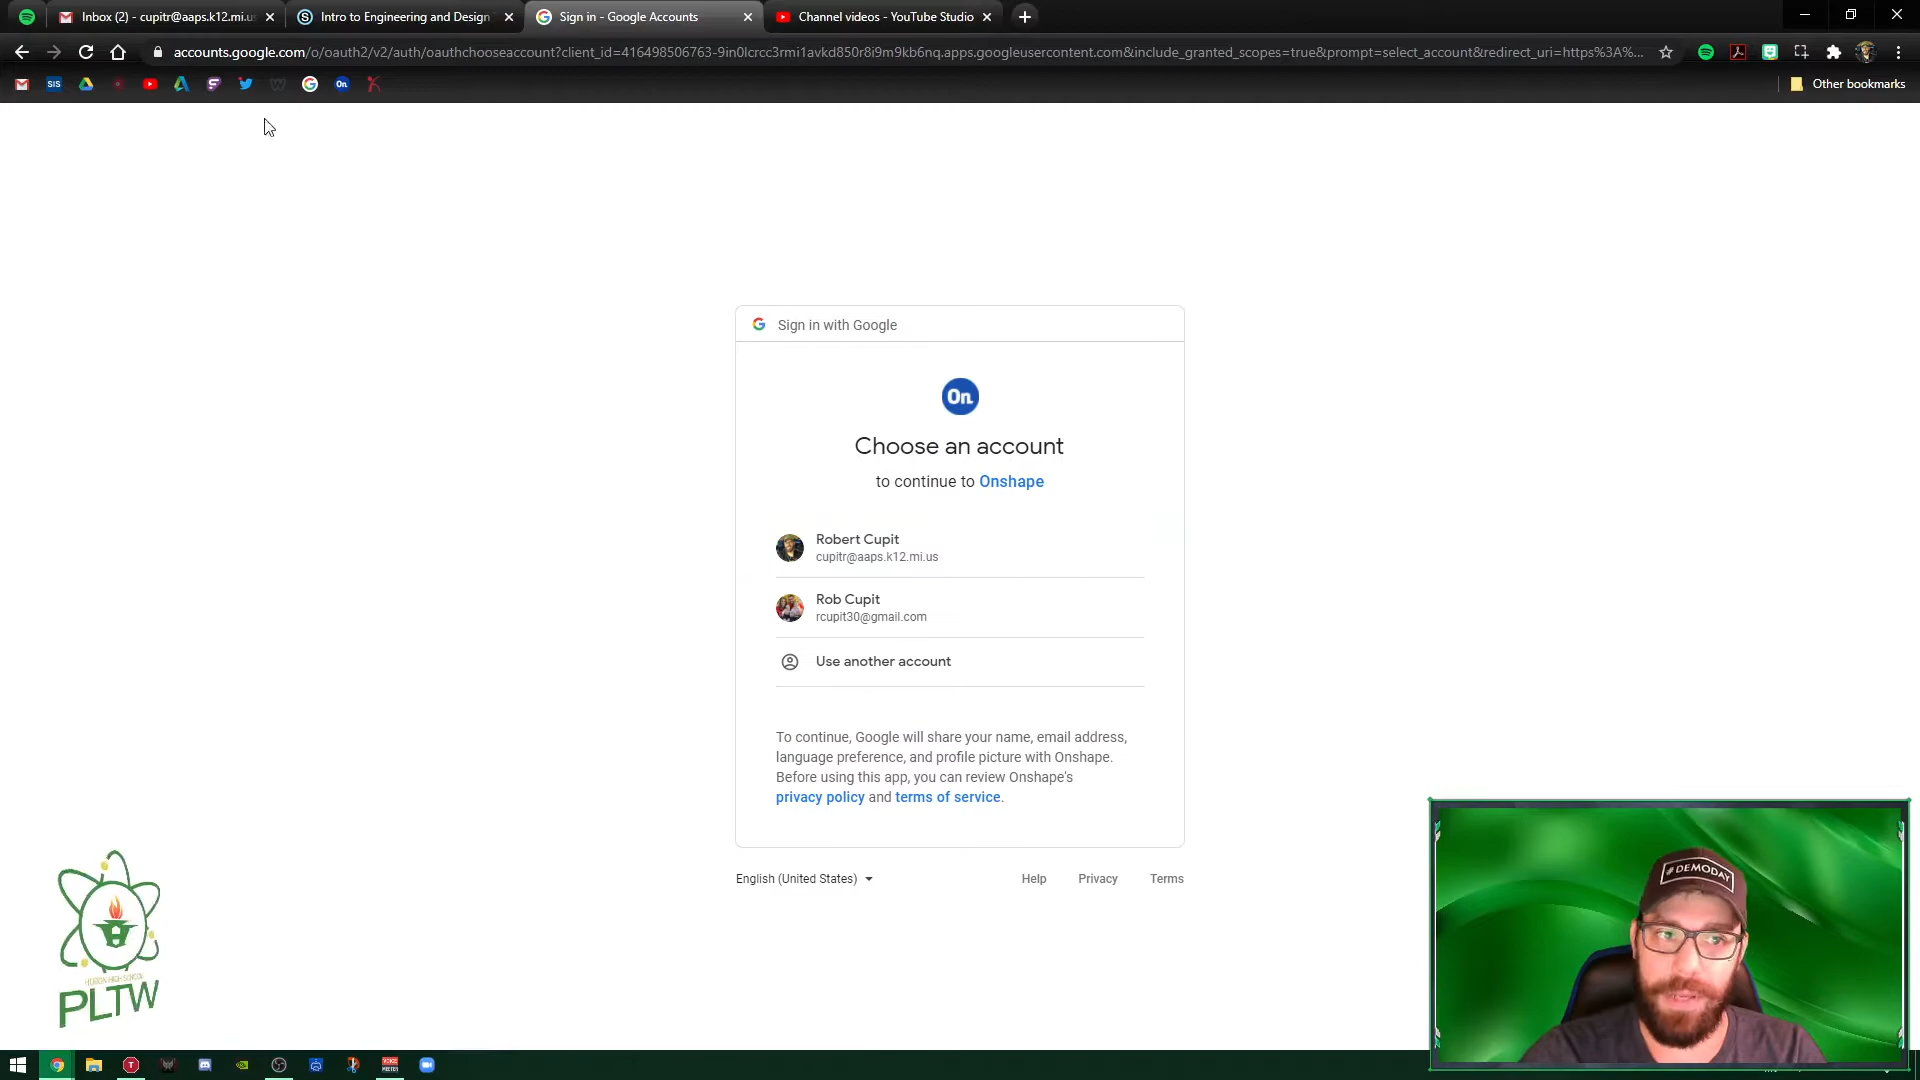 Inbox (2) - cupitr@aaps.k12.mi.us
Intro to Engineering and Design
Sign in - Google Accounts
Channel videos - YouTube Studio
accounts.google.com/o/oauth2/v2/auth/oauthchooseaccount?client_id=416498506763-9in0lcrcc3rmi1avkd850r8i9m9kb6nq.apps.googleusercontent.com&include_granted_scopes=true&prompt=select_account&redirect_uri=https%3A%...
SIS
On
Other bookmarks
Sign in with Google
On
Choose an account
to continue to Onshape
Robert Cupit
cupitr@aaps.k12.mi.us
Rob Cupit
rcupit30@gmail.com
Use another account
To continue, Google will share your name, email address,
language preference, and profile picture with Onshape.
Before using this app, you can review Onshape's
privacy policy and terms of service.
English (United States)
Help
Privacy
Terms
#DEMODAY
HURON HIGH SCHOOL
PLTW